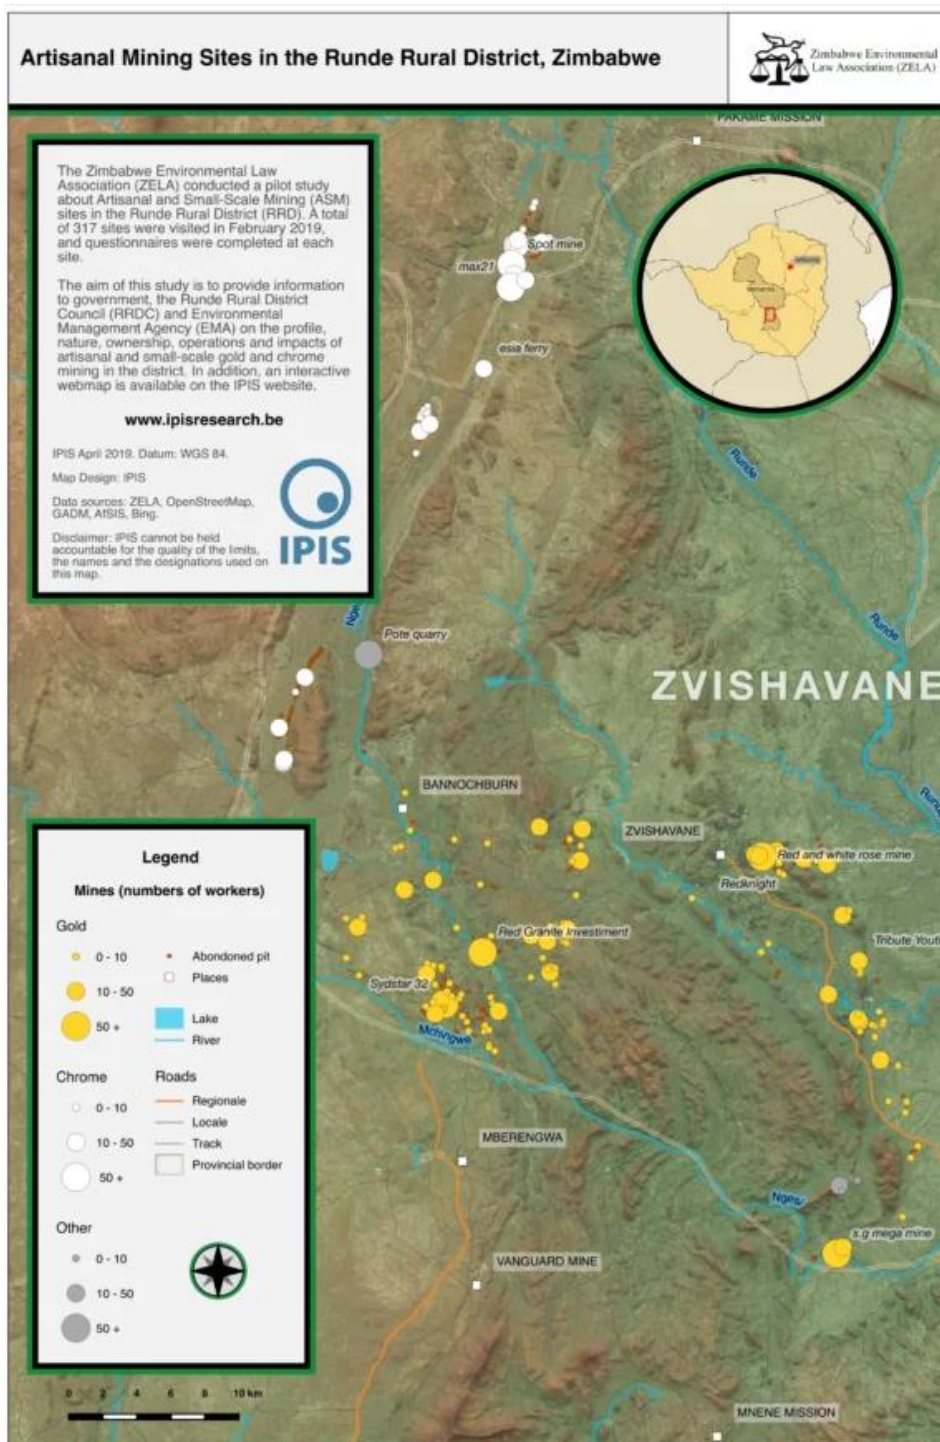 Artisanal Mining Sites in the Runde Rural District, Zimbabwe
Zimbabwe Environmental
Law Association (ZELA)
The Zimbabwe Environmental Law
Association (ZELA) conducted a pilot study
about Artisanal and Small-Scale Mining (ASM)
sites in the Runde Rural District (RRD). A total
of 317 sites were visited in February 2019,
and questionnaires were completed at each
site.
The aim of this study is to provide information
to government, the Runde Rural District
Council (RRDC) and Environmental
Management Agency (EMA) on the profile,
nature, ownership, operations and impacts of
artisanal and small-scale gold and chrome
mining in the district. In addition, an interactive
webmap is available on the IPIS website.
www.ipisresearch.be
IPIS April 2019. Datum: WGS 84.
Map Design: IPIS
Data sources: ZELA, OpenStreetMap,
GADM, AfSIS, Bing.
Disclaimer: IPIS cannot be held
accountable for the quality of the limits,
the names and the designations used on
this map.
IPIS
PAKAME MISSION
Spot mine
max21
esia ferry
Runde
Runde
Nge
Pote quarry
ZVISHAVANE
Rund
BANNOCHBURN
ZVISHAVANE
Red and white rose mine
Redknight
Red Granite Investiment
Tribute Yout
Sydstar 32
Mchvigwe
MBERENGWA
Ngesi
s.g mega mine
VANGUARD MINE
MNENE MISSION
Legend
Mines (numbers of workers)
Gold
0 - 10
10 - 50
50 +
Abondoned pit
Places
Lake
River
Chrome
0 - 10
10 - 50
50 +
Roads
Regionale
Locale
Track
Provincial border
Other
0 - 10
10 - 50
50 +
0 2 4 6 8 10 km